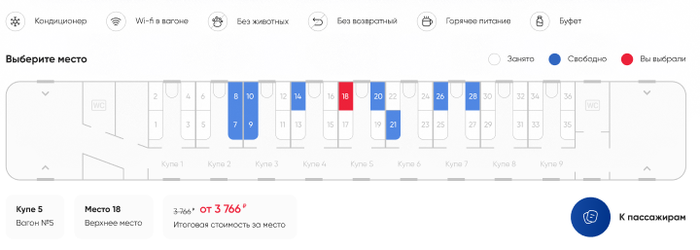 Кондиционер Wi-fi в вагоне Без животных Без возвратный Горячее питание Буфет
Выберите место Занято Свободно Вы выбрали
2 4 6 8 10 12 14 16 18 20 22 24 26 28 30 32 34 36
WC WC
1 3 5 7 9 11 13 15 17 19 21 23 25 27 29 31 33 35
Купе 1 Купе 2 Купе 3 Купе 4 Купе 5 Купе 6 Купе 7 Купе 8 Купе 9
Купе 5 Место 18 3 766 ₽ от 3 766 ₽
Вагон №5 Верхнее место Итоговая стоимость за место
К пассажирам